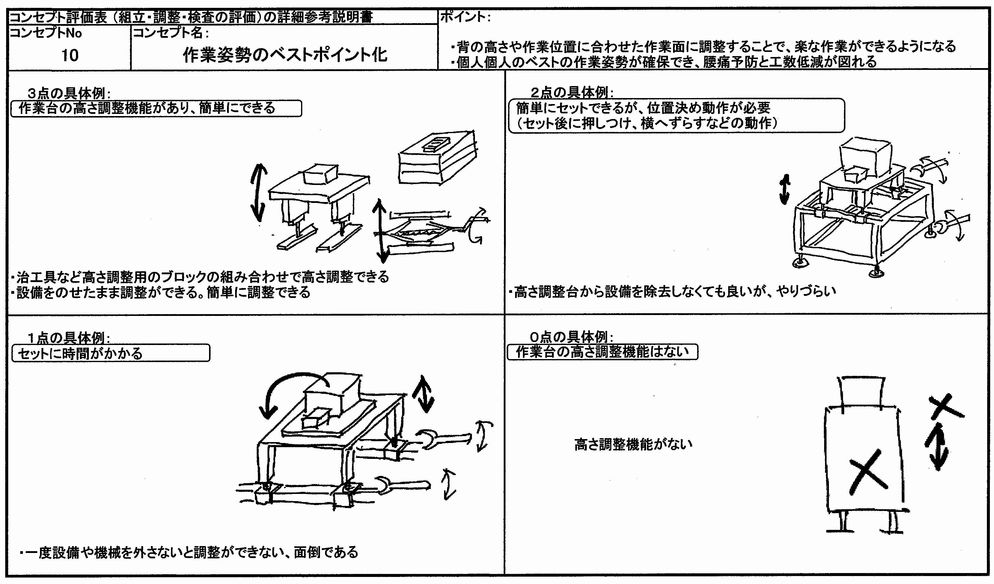 コンセプト評価表（組立・調整・検査の評価）の詳細参考説明書
コンセプトNo
10
コンセプト名：
作業姿勢のベストポイント化
ポイント：
・背の高さや作業位置に合わせた作業面に調整することで、楽な作業ができるようになる
・個人個人のベストの作業姿勢が確保でき、腰痛予防と工数低減が図れる
３点の具体例：
作業台の高さ調整機能があり、簡単にできる
・治工具など高さ調整用のブロックの組み合わせで高さ調整できる
・設備をのせたまま調整ができる。簡単に調整できる
２点の具体例：
簡単にセットできるが、位置決め動作が必要
（セット後に押しつけ、横へずらすなどの動作）
・高さ調整台から設備を除去しなくても良いが、やりづらい
１点の具体例：
セットに時間がかかる
・一度設備や機械を外さないと調整ができない、面倒である
０点の具体例：
作業台の高さ調整機能はない
高さ調整機能がない